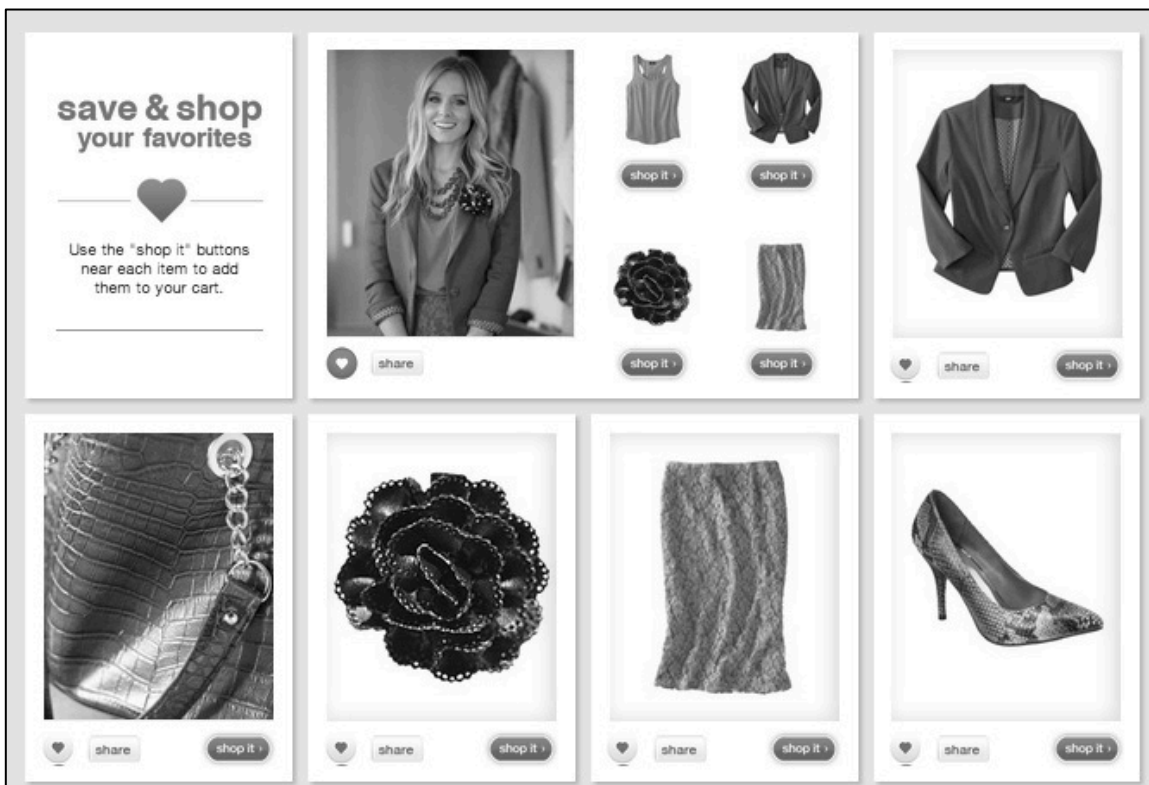 save & shop
your favorites
Use the "shop it" buttons
near each item to add
them to your cart.
shop it ›
shop it ›
shop it ›
shop it ›
share
share
shop it ›
share
shop it ›
share
shop it ›
share
shop it ›
share
shop it ›